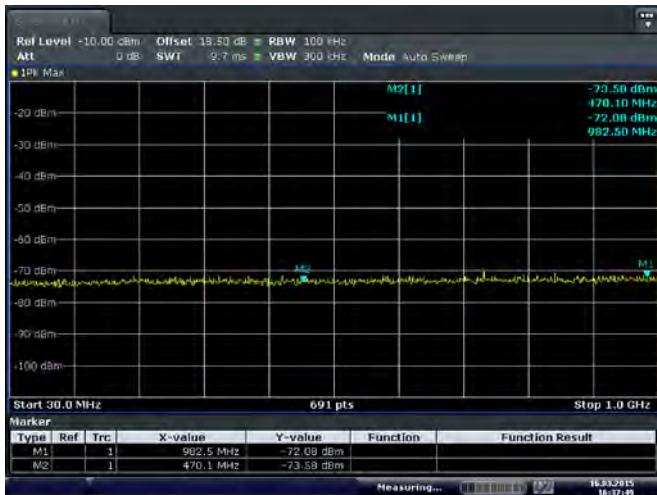 Ref Level -10.00 dBm Offset 18.50 dB RBW 100 kHz
Att 0 dB SWT 9.7 ms VBW 300 kHz Mode Auto Sweep
1Pk Max
M2[1] -73.58 dBm
470.10 MHz
M1[1] -72.08 dBm
982.50 MHz
-20 dBm
-30 dBm
-40 dBm
-50 dBm
-60 dBm
-70 dBm
M2
M1
-80 dBm
-90 dBm
-100 dBm
Start 30.0 MHz 691 pts Stop 1.0 GHz
Marker
Type Ref Trc X-value Y-value Function Function Result
M1 1 982.5 MHz -72.08 dBm
M2 1 470.1 MHz -73.58 dBm
Measuring... 16.03.2015
16:37:49